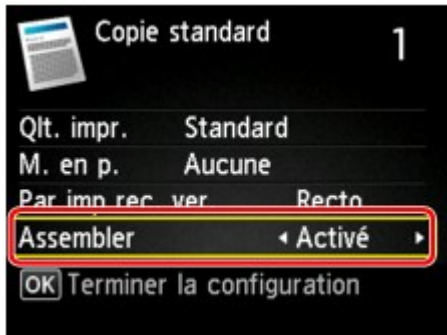 Copie standard
1
Qlt. impr. Standard
M. en p. Aucune
Par imp rec ver Recto
Assembler Activé
OK Terminer la configuration